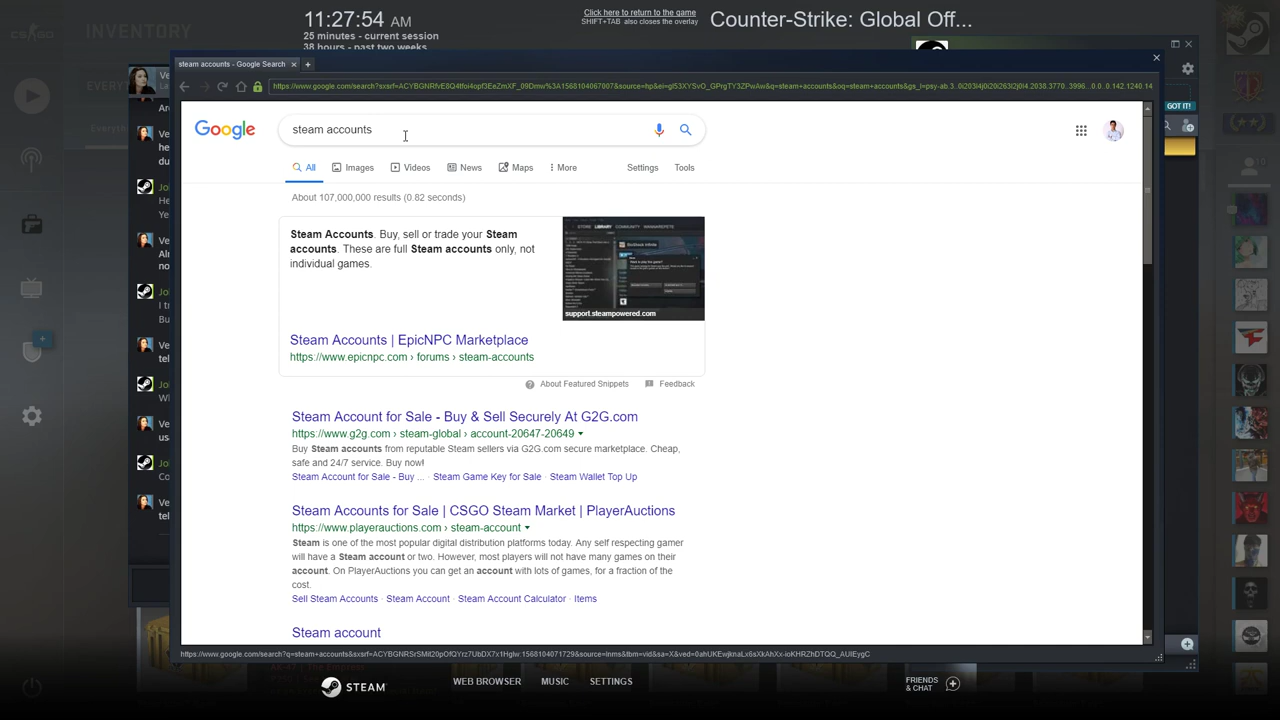 11:27:54 AM
25 minutes - current session
38 hours - past two weeks
Click here to return to the game
SHIFT+TAB also closes the overlay
Counter-Strike: Global Off...
CS:GO
INVENTORY
steam accounts - Google Search
GOT IT!
Google
steam accounts
All
Images
Videos
News
Maps
More
Settings
Tools
About 107,000,000 results (0.82 seconds)
Steam Accounts. Buy, sell or trade your Steam
accounts. These are full Steam accounts only, not
individual games.
support.steampowered.com
Steam Accounts | EpicNPC Marketplace
https://www.epicnpc.com › forums › steam-accounts
About Featured Snippets
Feedback
Steam Account for Sale - Buy & Sell Securely At G2G.com
https://www.g2g.com › steam-global › account-20647-20649
Buy Steam accounts from reputable Steam sellers via G2G.com secure marketplace. Cheap,
safe and 24/7 service. Buy now!
Steam Account for Sale - Buy ... · Steam Game Key for Sale · Steam Wallet Top Up
Steam Accounts for Sale | CSGO Steam Market | PlayerAuctions
https://www.playerauctions.com › steam-account
Steam is one of the most popular digital distribution platforms today. Any self respecting gamer
will have a Steam account or two. However, most players will not have many games on their
account. On PlayerAuctions you can get an account with lots of games, for a fraction of the
cost.
Sell Steam Accounts · Steam Account · Steam Account Calculator · Items
Steam account
STEAM
WEB BROWSER
MUSIC
SETTINGS
FRIENDS
& CHAT